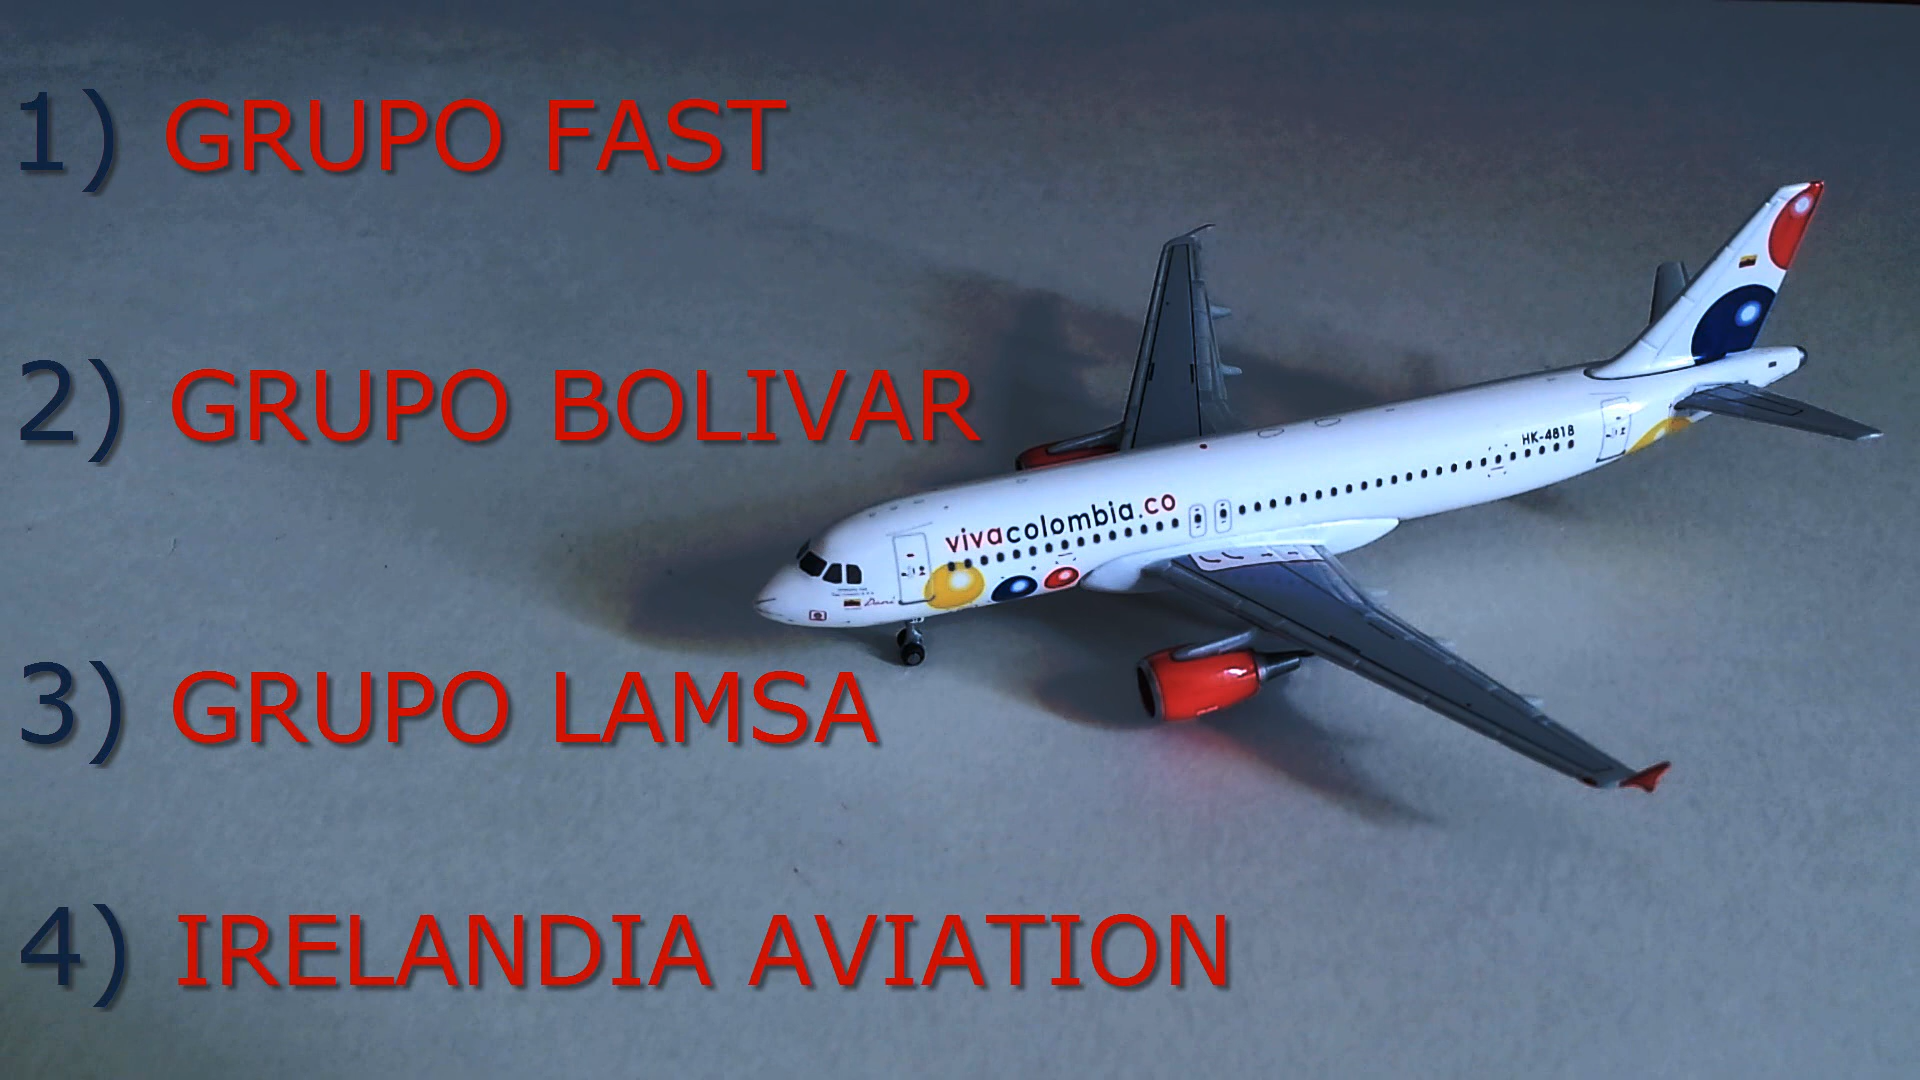 1) GRUPO FAST
2) GRUPO BOLIVAR
HK-4818
vivacolombia.co
3) GRUPO LAMSA
4) IRELANDIA AVIATION